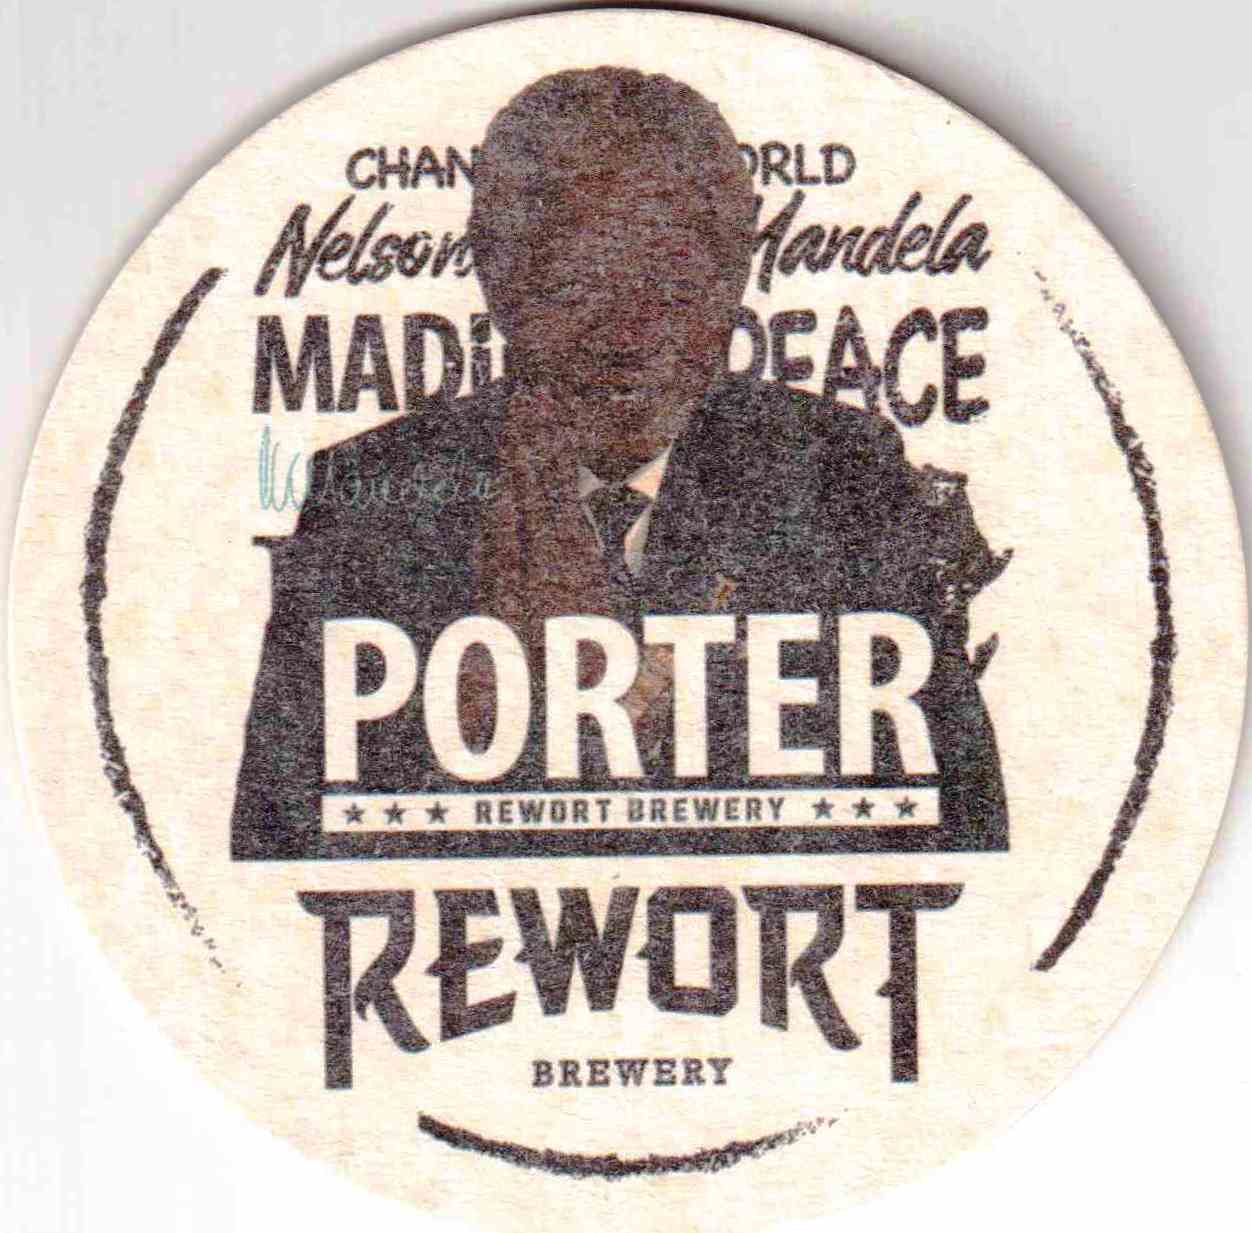 CHAN ORLD
Nelson Mandela
MADi PEACE
PORTER
★ ★ ★ REWORT BREWERY ★ ★ ★
REWORT
BREWERY